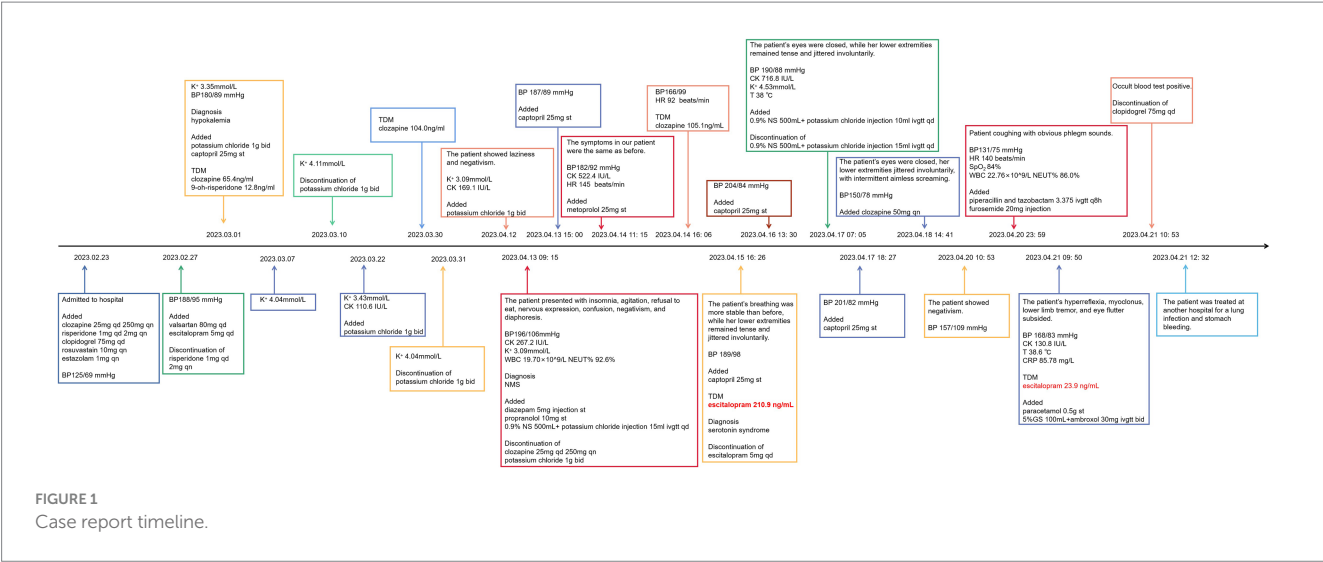 K⁺ 3.35mmol/L
BP180/89 mmHg
Diagnosis
hypokalemia
Added
potassium chloride 1g bid
captopril 25mg st
TDM
clozapine 65.4ng/ml
9-oh-risperidone 12.8ng/ml
K⁺ 4.11mmol/L
Discontinuation of
potassium chloride 1g bid
TDM
clozapine 104.0ng/ml
The patient showed laziness
and negativism.
K⁺ 3.09mmol/L
CK 169.1 IU/L
Added
potassium chloride 1g bid
BP 187/89 mmHg
Added
captopril 25mg st
The symptoms in our patient
were the same as before.
BP182/92 mmHg
CK 522.4 IU/L
HR 145 beats/min
Added
metoprolol 25mg st
BP166/99
HR 92 beats/min
TDM
clozapine 105.1ng/mL
BP 204/84 mmHg
Added
captopril 25mg st
The patient's eyes were closed, while her lower extremities
remained tense and jittered involuntarily.
BP 190/88 mmHg
CK 716.8 IU/L
K⁺ 4.53mmol/L
T 38 ℃
Added
0.9% NS 500mL+ potassium chloride injection 10ml ivgtt qd
Discontinuation of
0.9% NS 500mL+ potassium chloride injection 15ml ivgtt qd
The patient's eyes were closed, her
lower extremities jittered involuntarily,
with intermittent aimless screaming.
BP150/78 mmHg
Added clozapine 50mg qn
Patient coughing with obvious phlegm sounds.
BP131/75 mmHg
HR 140 beats/min
SpO₂ 84%
WBC 22.76×10^9/L NEUT% 86.0%
Added
piperacillin and tazobactam 3.375 ivgtt q8h
furosemide 20mg injection
Occult blood test positive.
Discontinuation of
clopidogrel 75mg qd
2023.03.01
2023.03.10
2023.03.30
2023.04.12
2023.04.13 15: 00
2023.04.14 11: 15
2023.04.14 16: 06
2023.04.16 13: 30
2023.04.17 07: 05
2023.04.18 14: 41
2023.04.20 23: 59
2023.04.21 10: 53
2023.02.23
2023.02.27
2023.03.07
2023.03.22
2023.03.31
2023.04.13 09: 15
2023.04.15 16: 26
2023.04.17 18: 27
2023.04.20 10: 53
2023.04.21 09: 50
2023.04.21 12: 32
Admitted to hospital
Added
clozapine 25mg qd 250mg qn
risperidone 1mg qd 2mg qn
clopidogrel 75mg qd
rosuvastain 10mg qn
estazolam 1mg qn
BP125/69 mmHg
BP188/95 mmHg
Added
valsartan 80mg qd
escitalopram 5mg qd
Discontinuation of
risperidone 1mg qd
2mg qn
K⁺ 4.04mmol/L
K⁺ 3.43mmol/L
CK 110.6 IU/L
Added
potassium chloride 1g bid
K⁺ 4.04mmol/L
Discontinuation of
potassium chloride 1g bid
The patient presented with insomnia, agitation, refusal to
eat, nervous expression, confusion, negativism, and
diaphoresis.
BP196/106mmHg
CK 267.2 IU/L
K⁺ 3.09mmol/L
WBC 19.70×10^9/L NEUT% 92.6%
Diagnosis
NMS
Added
diazepam 5mg injection st
propranolol 10mg st
0.9% NS 500mL+ potassium chloride injection 15ml ivgtt qd
Discontinuation of
clozapine 25mg qd 250mg qn
potassium chloride 1g bid
The patient's breathing was
more stable than before,
while her lower extremities
remained tense and
jittered involuntarily.
BP 189/98
Added
captopril 25mg st
TDM
escitalopram 210.9 ng/mL
Diagnosis
serotonin syndrome
Discontinuation of
escitalopram 5mg qd
BP 201/82 mmHg
Added
captopril 25mg st
The patient showed
negativism.
BP 157/109 mmHg
The patient's hyperreflexia, myoclonus,
lower limb tremor, and eye flutter
subsided.
BP 168/83 mmHg
CK 130.8 IU/L
T 38.6 ℃
CRP 85.78 mg/L
TDM
escitalopram 23.9 ng/mL
Added
paracetamol 0.5g st
5%GS 100mL+ambroxol 30mg ivgtt bid
The patient was treated at
another hospital for a lung
infection and stomach
bleeding.
FIGURE 1
Case report timeline.